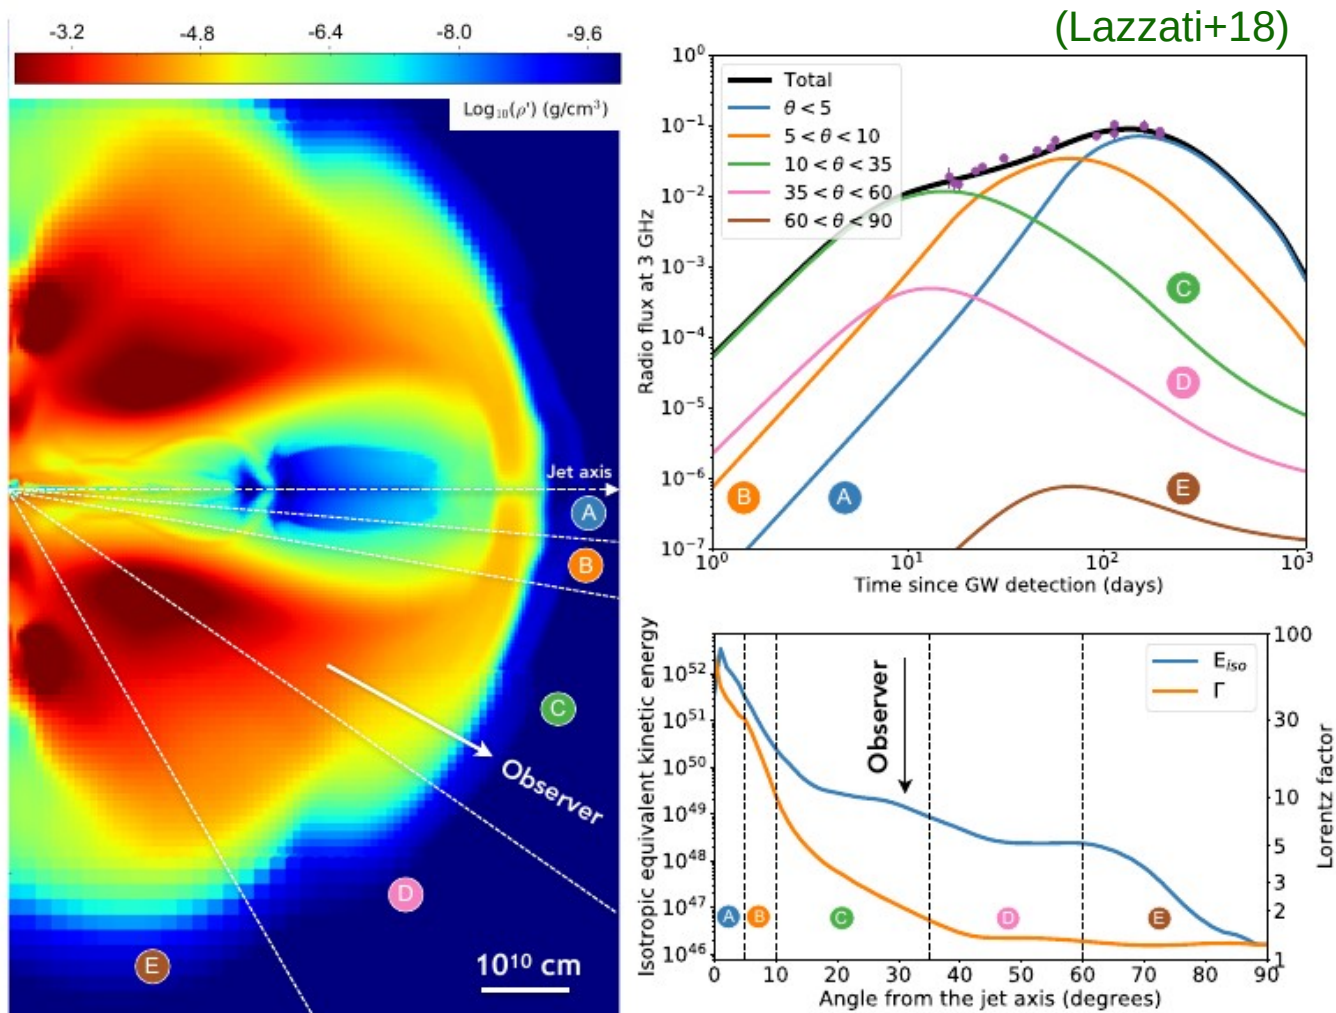 (Lazzati+18)
-3.2 -4.8 -6.4 -8.0 -9.6
Log₁₀(ρ') (g/cm³)
Jet axis
A
B
C
Observer
D
E
10¹⁰ cm
Total
θ < 5
5 < θ < 10
10 < θ < 35
35 < θ < 60
60 < θ < 90
Radio flux at 3 GHz
10⁰
10⁻¹
10⁻²
10⁻³
10⁻⁴
10⁻⁵
10⁻⁶
10⁻⁷
C
D
E
B A
10⁰ 10¹ 10² 10³
Time since GW detection (days)
Isotropic equivalent kinetic energy
10⁵²
10⁵¹
10⁵⁰
10⁴⁹
10⁴⁸
10⁴⁷
10⁴⁶
Observer
E_iso
Γ
A B C D E
100
30
10
5
3
2
1
Lorentz factor
0 10 20 30 40 50 60 70 80 90
Angle from the jet axis (degrees)